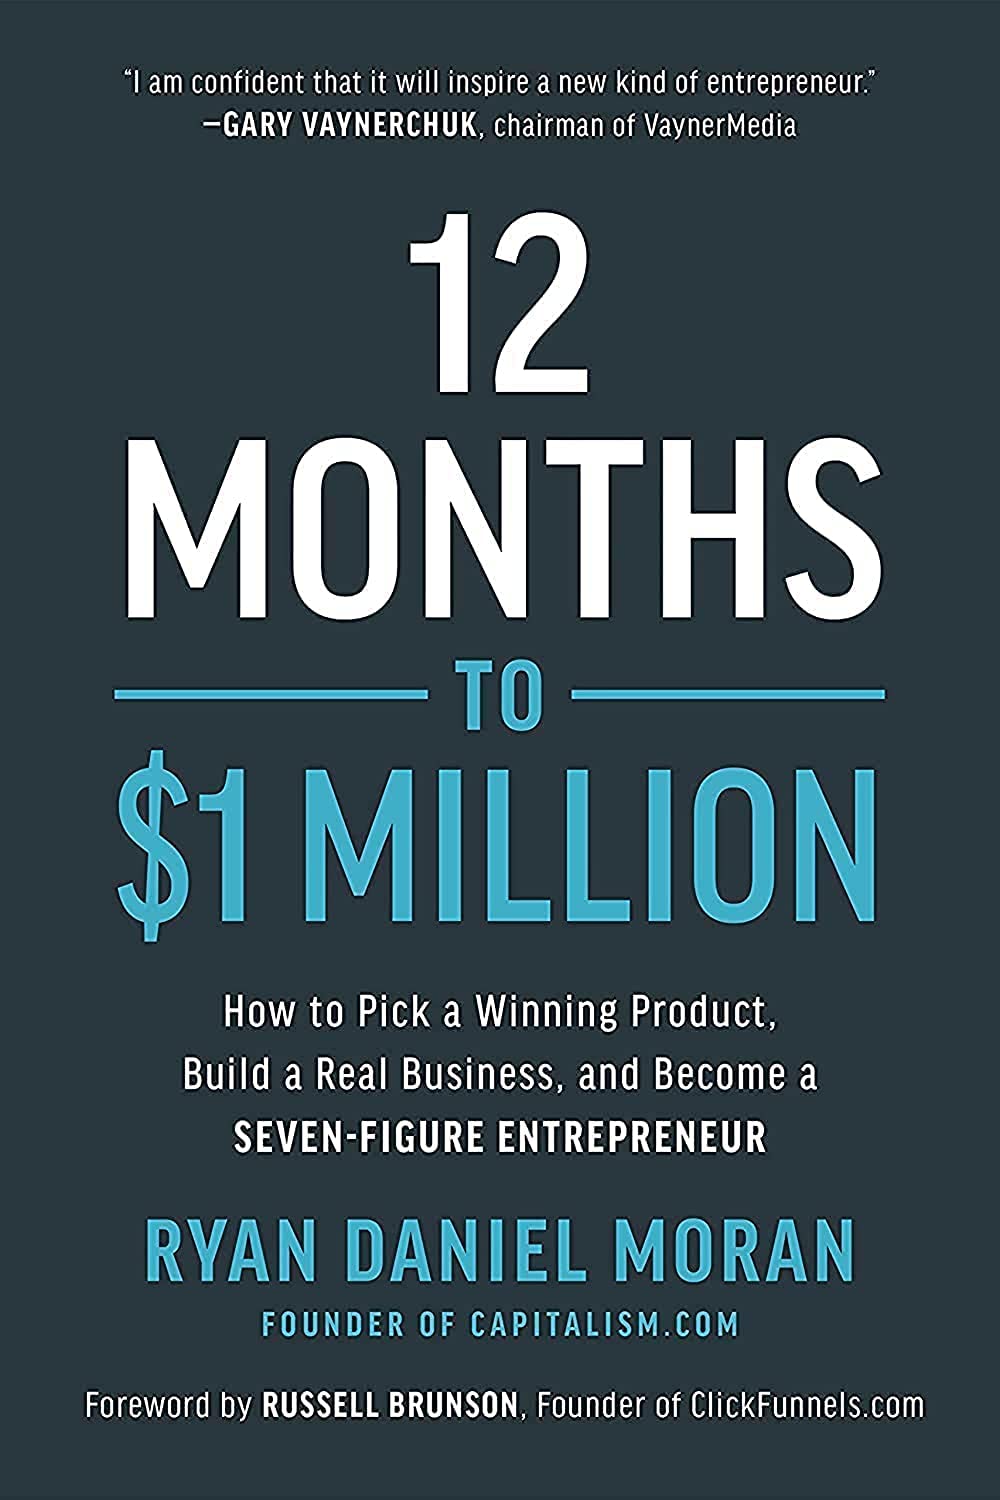 “I am confident that it will inspire a new kind of entrepreneur.”
—GARY VAYNERCHUK, chairman of VaynerMedia
12
MONTHS
TO
$1 MILLION
How to Pick a Winning Product,
Build a Real Business, and Become a
SEVEN-FIGURE ENTREPRENEUR
RYAN DANIEL MORAN
FOUNDER OF CAPITALISM.COM
Foreword by RUSSELL BRUNSON, Founder of ClickFunnels.com